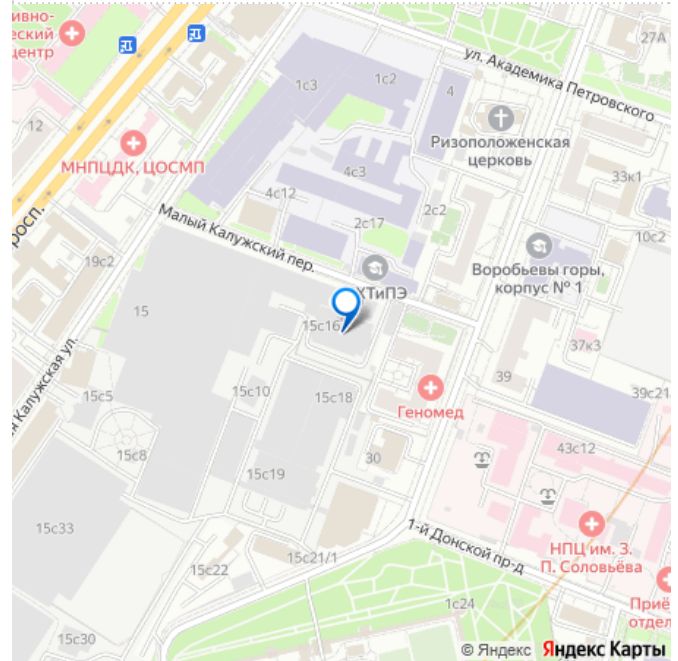 ивно-
еский
центр
27А
ул. Академика Петровского
1с3
1с2
4
12
МНПЦДК, ЦОСМП
Ризоположенская
церковь
4с3
33к1
4с12
2с2
2с17
Малый Калужский пер.
10с2
просп.
19с2
Воробьевы горы,
корпус № 1
ХТиПЭ
15
15с16
37к3
39
ая Калужская ул.
15с5
15с10
15с18
Геномед
39с21
43с12
15с8
15с19
30
15с33
1-й Донской пр-д
НПЦ им. З.
П. Соловьёва
15с21/1
15с22
Приё
отдел
1с24
15с30
© Яндекс Яндекс Карты